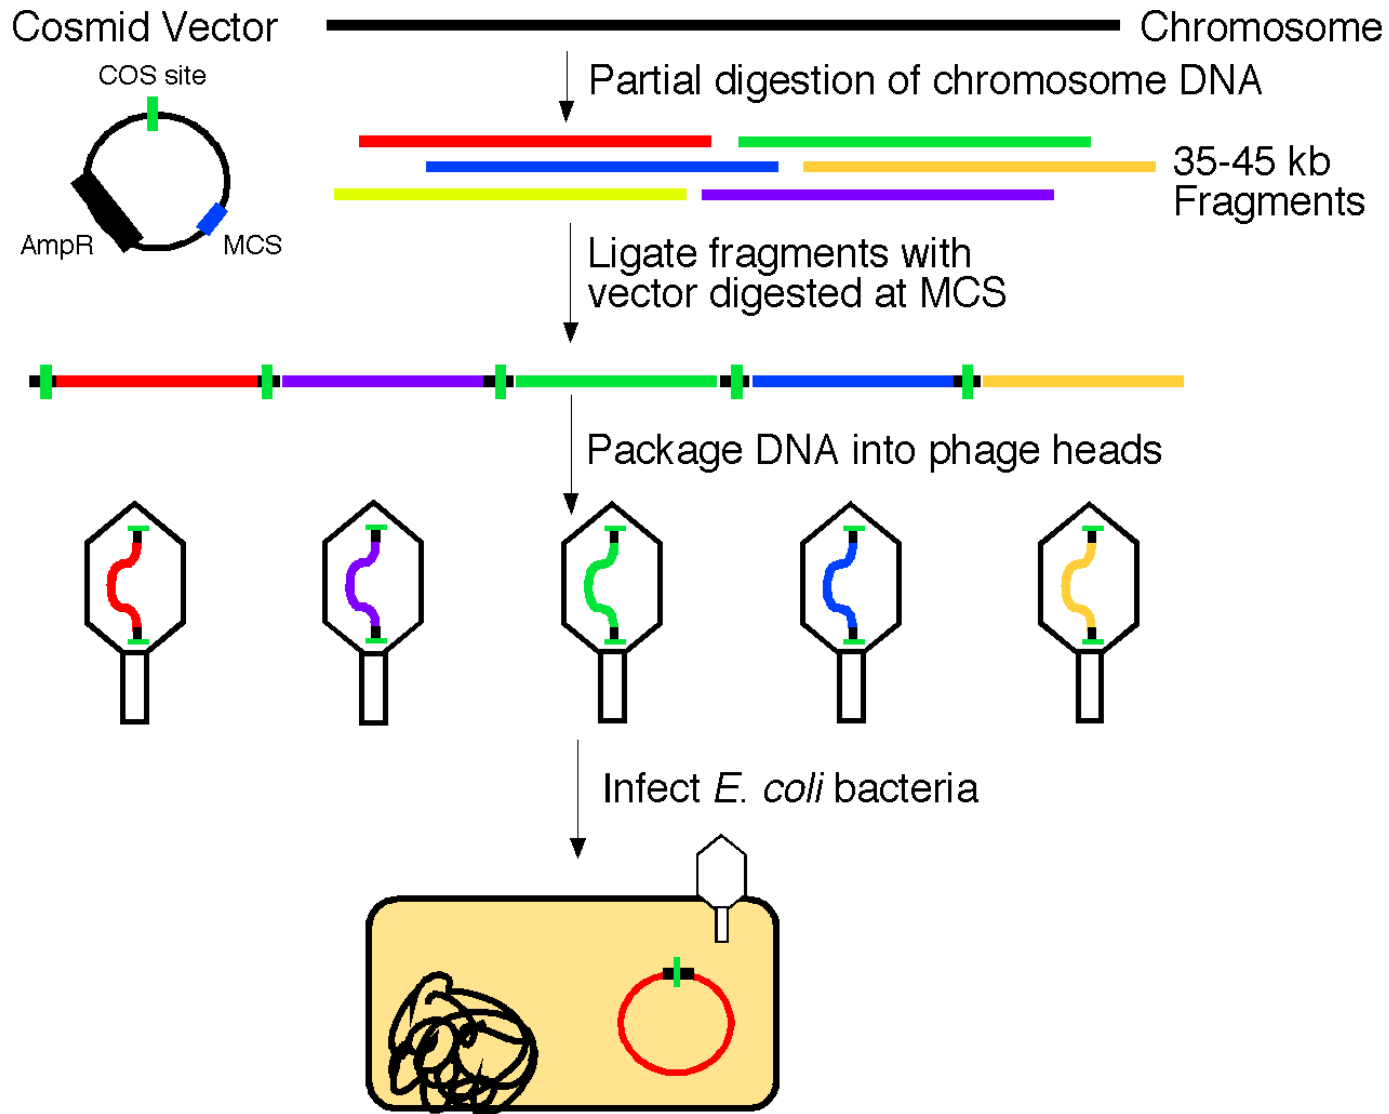 Cosmid Vector
Chromosome
COS site
Partial digestion of chromosome DNA
35-45 kb
Fragments
AmpR
MCS
Ligate fragments with
vector digested at MCS
Package DNA into phage heads
Infect E. coli bacteria